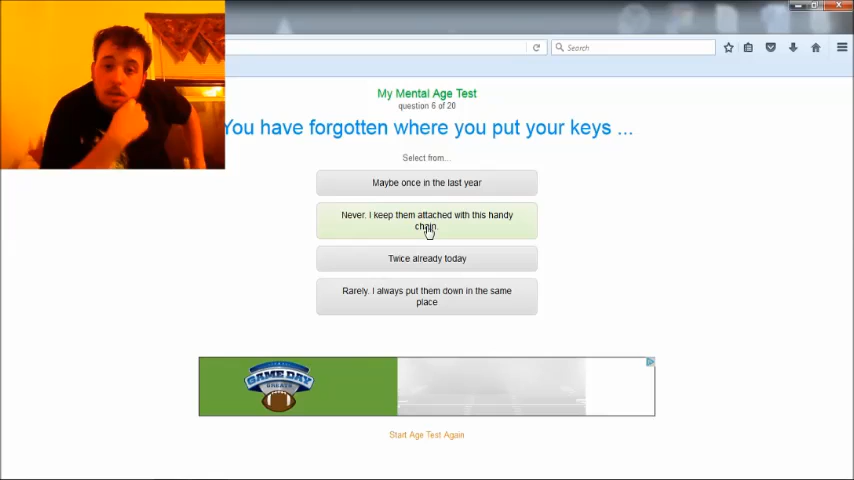 Search
My Mental Age Test
question 6 of 20
You have forgotten where you put your keys ...
Select from...
Maybe once in the last year
Never. I keep them attached with this handy
chain.
Twice already today
Rarely. I always put them down in the same
place
GAME DAY
Start Age Test Again